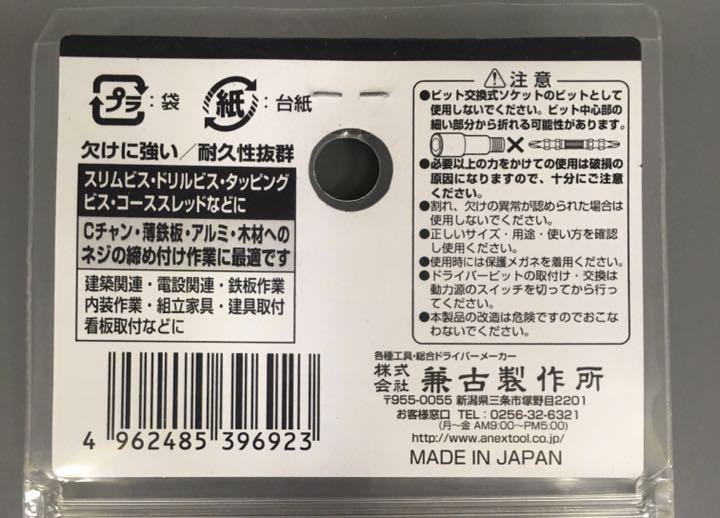 プラ:袋 紙:台紙
欠けに強い/耐久性抜群
スリムビス・ドリルビス・タッピング
ビス・コーススレッドなどに
Cチャン・薄鉄板・アルミ・木材への
ネジの締め付け作業に最適です
建築関連・電設関連・鉄板作業
内装作業・組立家具・建具取付
看板取付などに
4 962485 396923
注意
●ビット交換式ソケットのビットとして
使用しないでください。ビット中心部の
細い部分から折れる可能性があります。
●必要以上の力をかけての使用は破損の
原因になりますので、十分にご注意
ください。
●割れ、欠けの異常が認められた場合は
使用しないでください。
●正しいサイズ・用途・使い方を確認
し使用ください。
●使用時には保護メガネを着用ください。
●ドライバービットの取付け・交換は
動力源のスイッチを切ってから行っ
てください。
●本製品の改造は危険ですのでおこな
わないでください。
各種工具・総合ドライバーメーカー
株式会社 兼古製作所
〒955-0055 新潟県三条市塚野目2201
お客様窓口 TEL:0256-32-6321
(月〜金 AM9:00〜PM5:00)
http://www.anextool.co.jp/
MADE IN JAPAN